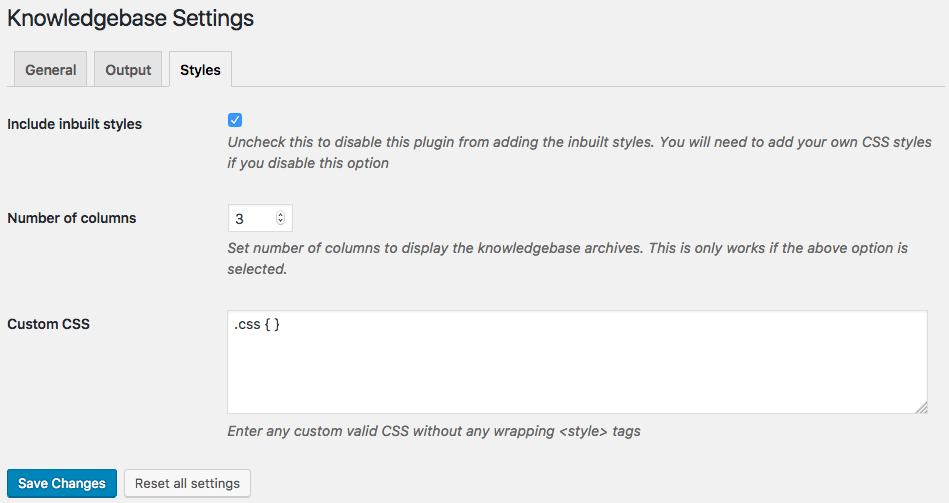 Knowledgebase Settings
General Output Styles
Include inbuilt styles
Uncheck this to disable this plugin from adding the inbuilt styles. You will need to add your own CSS styles
if you disable this option
Number of columns
3
Set number of columns to display the knowledgebase archives. This is only works if the above option is
selected.
Custom CSS
.css { }
Enter any custom valid CSS without any wrapping <style> tags
Save Changes Reset all settings